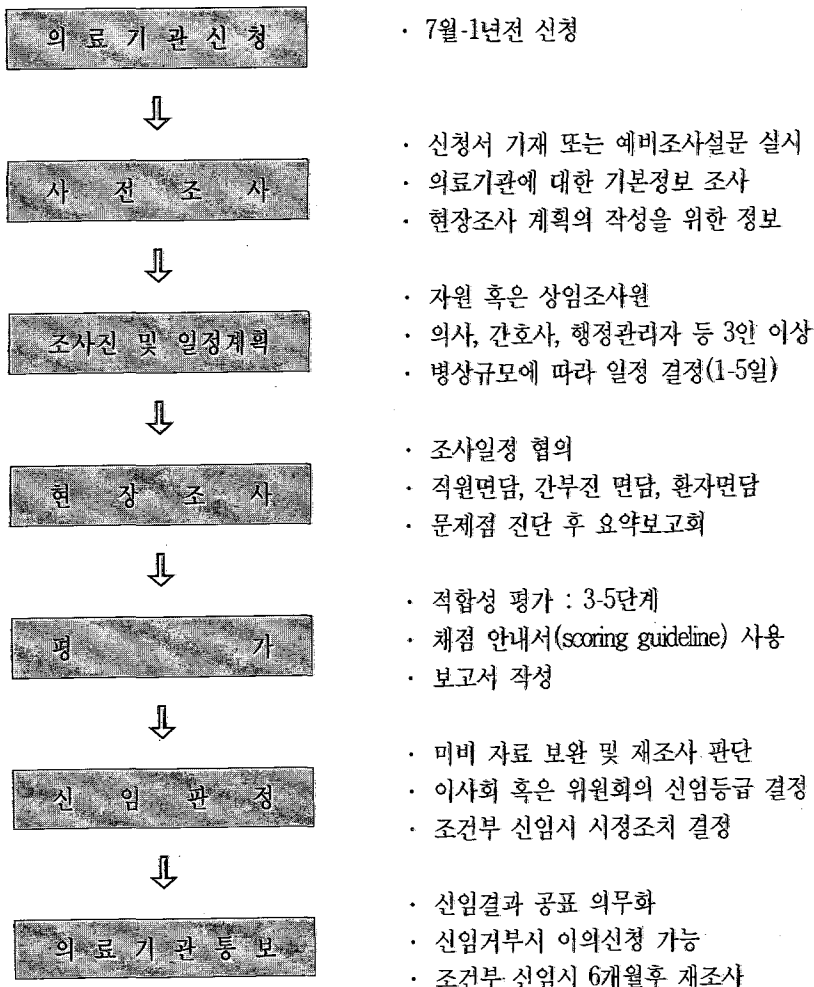 의 료 기 관 신 청
· 7월-1년전 신청
· 신청서 기재 또는 예비조사설문 실시
사 전 조 사
· 의료기관에 대한 기본정보 조사
· 현장조사 계획의 작성을 위한 정보
· 자원 혹은 상임조사원
조사진 및 일정계획
· 의사, 간호사, 행정관리자 등 3인 이상
· 병상규모에 따라 일정 결정(1-5일)
· 조사일정 협의
현 장 조 사
· 직원면담, 간부진 면담, 환자면담
· 문제점 진단 후 요약보고회
· 적합성 평가 : 3-5단계
평 가
· 채점 안내서(scoring guideline) 사용
· 보고서 작성
· 미비 자료 보완 및 재조사 판단
신 임 판 정
· 이사회 혹은 위원회의 신임등급 결정
· 조건부 신임시 시정조치 결정
· 신임결과 공표 의무화
의 료 기 관 통 보
· 신임거부시 이의신청 가능
· 조건부 신임시 6개월후 재조사